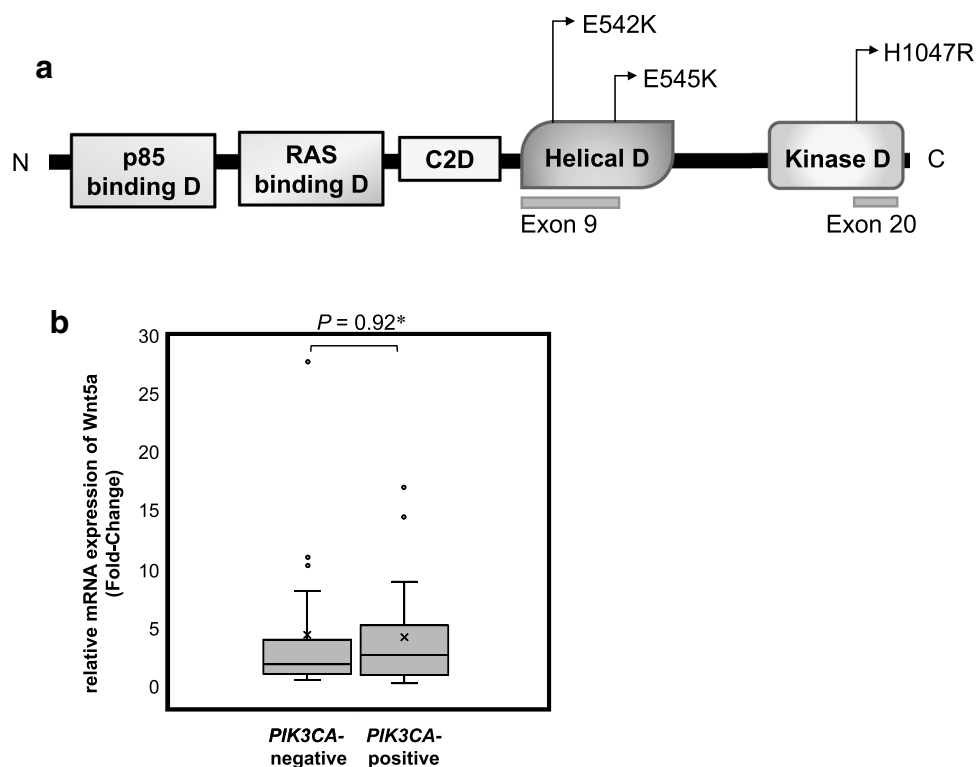 a
E542K
E545K
H1047R
N
p85
binding D
RAS
binding D
C2D
Helical D
Kinase D
C
Exon 9
Exon 20
b
P = 0.92*
relative mRNA expression of Wnt5a
(Fold-Change)
30
25
20
15
10
5
0
PIK3CA-
negative
PIK3CA-
positive